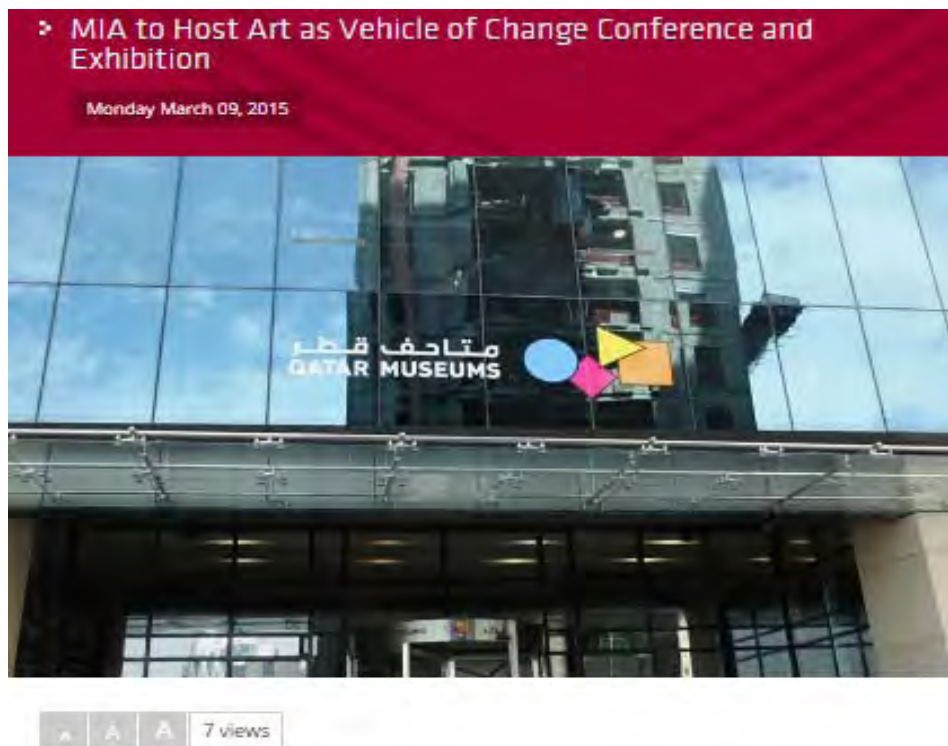 MIA to Host Art as Vehicle of Change Conference and
Exhibition
Monday March 09, 2015
متاحف قطر
QATAR MUSEUMS
A A A 7 views